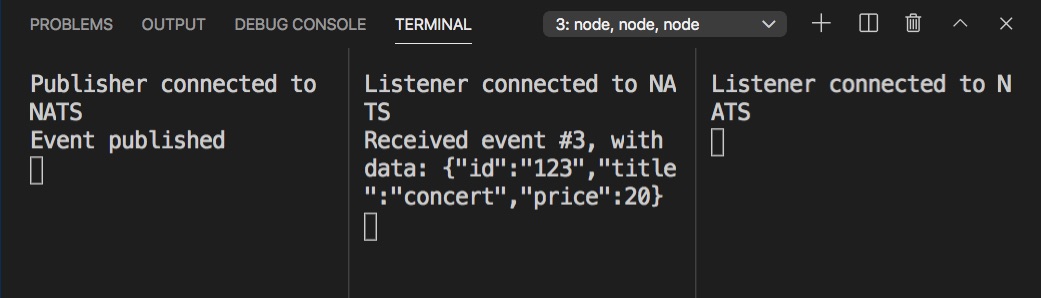 PROBLEMS OUTPUT DEBUG CONSOLE TERMINAL 3: node, node, node
Publisher connected to
NATS
Event published
Listener connected to NA
TS
Received event #3, with
data: {"id":"123","title
":"concert","price":20}
Listener connected to N
ATS